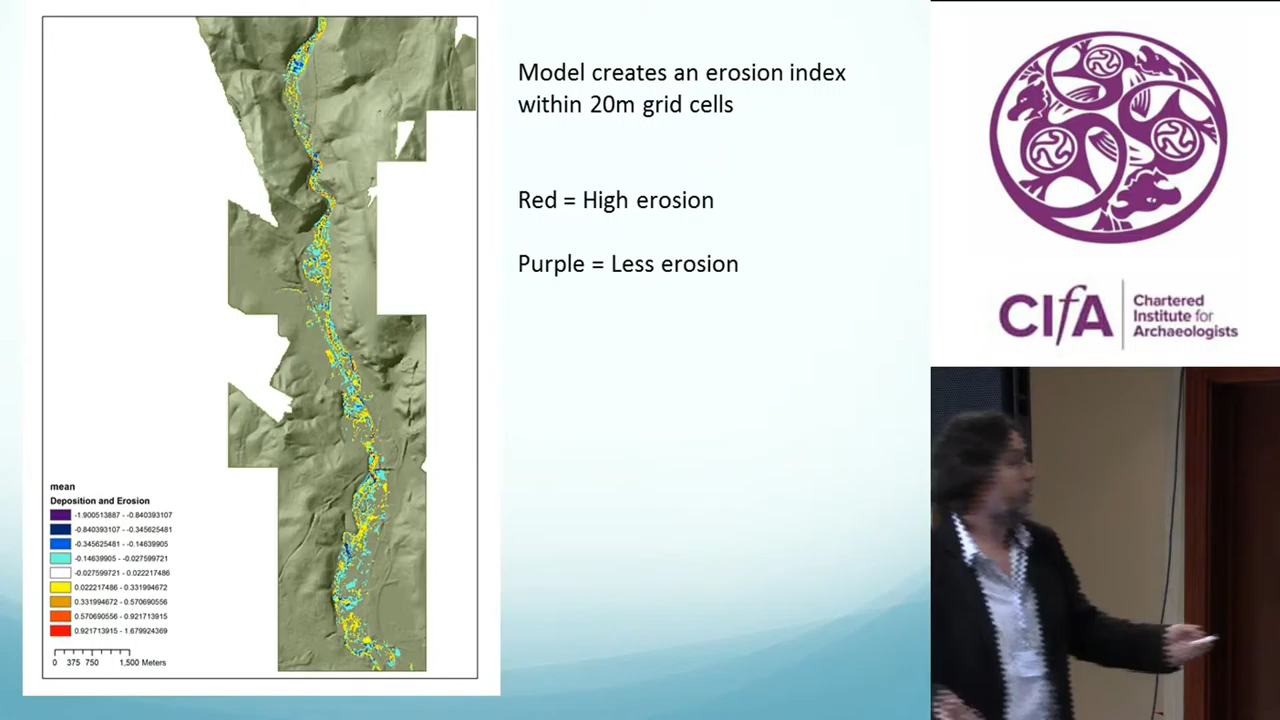 Model creates an erosion index
within 20m grid cells
Red = High erosion
Purple = Less erosion
mean
Deposition and Erosion
-1.900513887 - -0.840393107
-0.840393107 - -0.345625481
-0.345625481 - -0.14639905
-0.14639905 - -0.027599721
-0.027599721 - 0.022217486
0.022217486 - 0.331994672
0.331994672 - 0.570690556
0.570690556 - 0.921713915
0.921713915 - 1.679924369
0 375 750 1,500 Meters
CIfA
Chartered
Institute for
Archaeologists